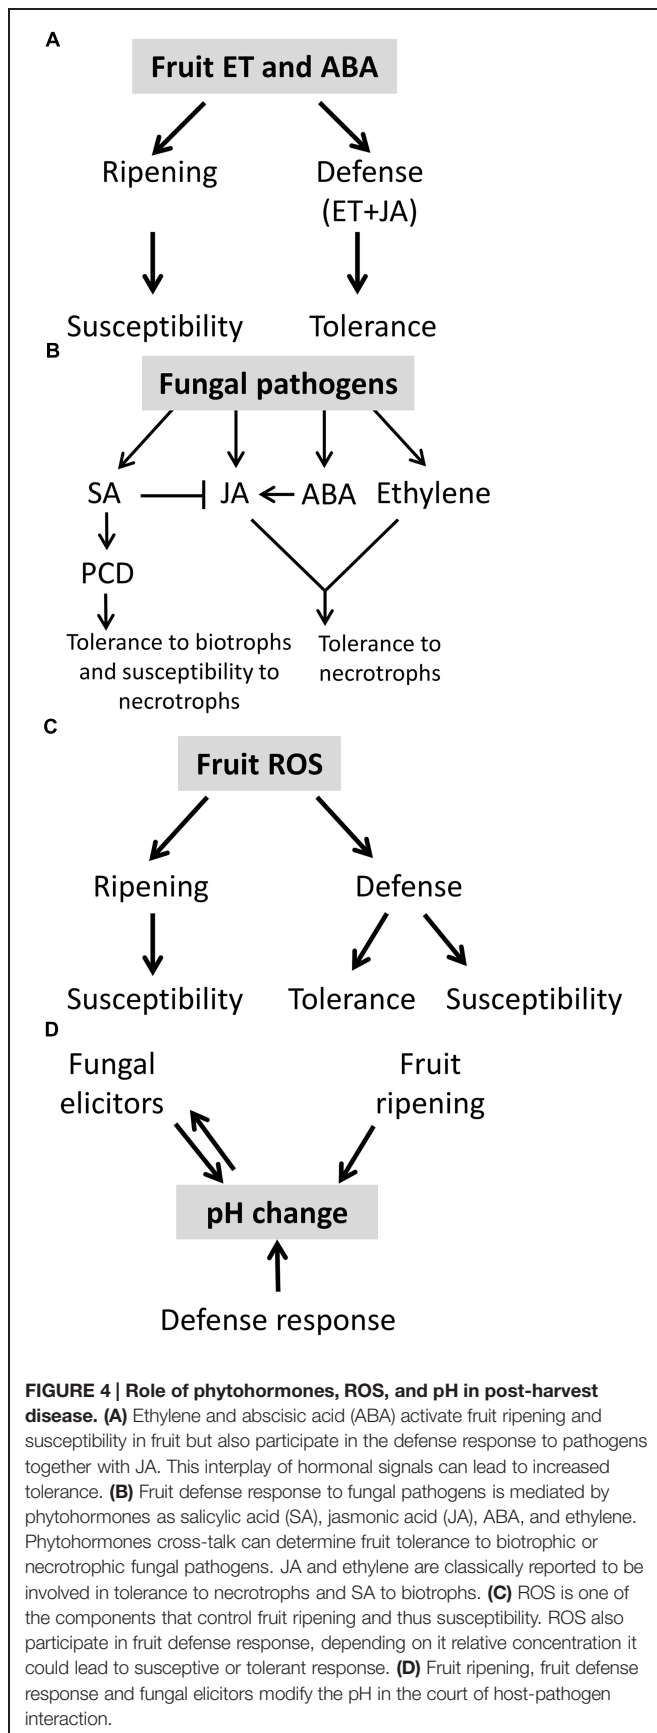 A
Fruit ET and ABA
Ripening
Defense
(ET+JA)
Susceptibility
Tolerance
B
Fungal pathogens
SA
JA
ABA
Ethylene
PCD
Tolerance to biotrophs
and susceptibility to
necrotrophs
Tolerance to
necrotrophs
C
Fruit ROS
Ripening
Defense
Susceptibility
Tolerance
Susceptibility
D
Fungal
elicitors
Fruit
ripening
pH change
Defense response
FIGURE 4 | Role of phytohormones, ROS, and pH in post-harvest
disease. (A) Ethylene and abscisic acid (ABA) activate fruit ripening and
susceptibility in fruit but also participate in the defense response to pathogens
together with JA. This interplay of hormonal signals can lead to increased
tolerance. (B) Fruit defense response to fungal pathogens is mediated by
phytohormones as salicylic acid (SA), jasmonic acid (JA), ABA, and ethylene.
Phytohormones cross-talk can determine fruit tolerance to biotrophic or
necrotrophic fungal pathogens. JA and ethylene are classically reported to be
involved in tolerance to necrotrophs and SA to biotrophs. (C) ROS is one of
the components that control fruit ripening and thus susceptibility. ROS also
participate in fruit defense response, depending on it relative concentration it
could lead to susceptive or tolerant response. (D) Fruit ripening, fruit defense
response and fungal elicitors modify the pH in the court of host-pathogen
interaction.